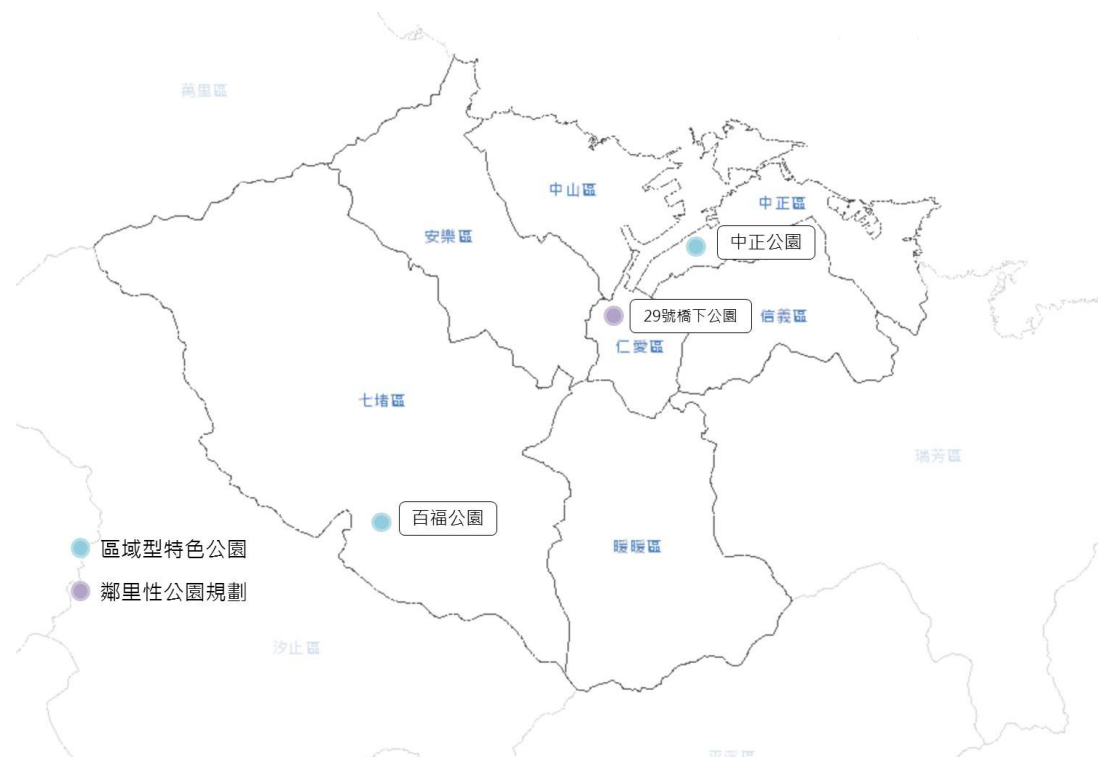 萬里區
中山區
中正區
安樂區
中正公園
29號橋下公園
信義區
仁愛區
七堵區
瑞芳區
百福公園
區域型特色公園
暖暖區
鄰里性公園規劃
汐止區
平溪區